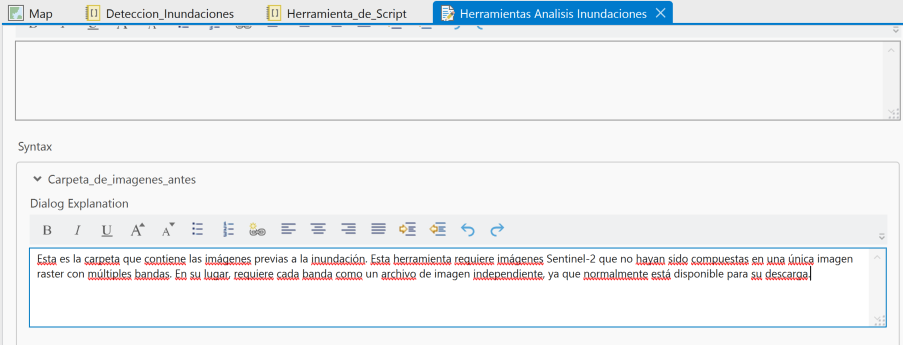 Map
Deteccion_Inundaciones
Herramienta_de_Script
Herramientas Analisis Inundaciones
Syntax
Carpeta_de_imagenes_antes
Dialog Explanation
B I U A A
Esta es la carpeta que contiene las imágenes previas a la inundación. Esta herramienta requiere imágenes Sentinel-2 que no hayan sido compuestas en una única imagen
raster con múltiples bandas. En su lugar, requiere cada banda como un archivo de imagen independiente, ya que normalmente está disponible para su descarga.